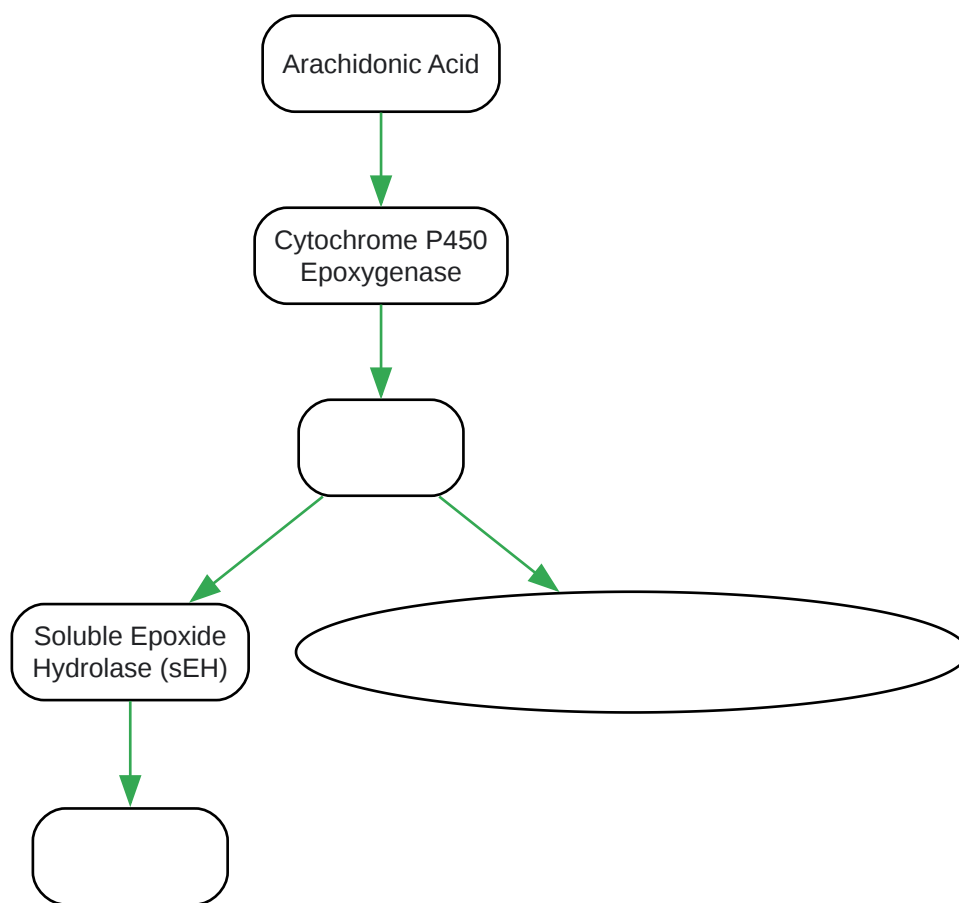 Arachidonic Acid
Cytochrome P450
Epoxygenase
Soluble Epoxide
Hydrolase (sEH)